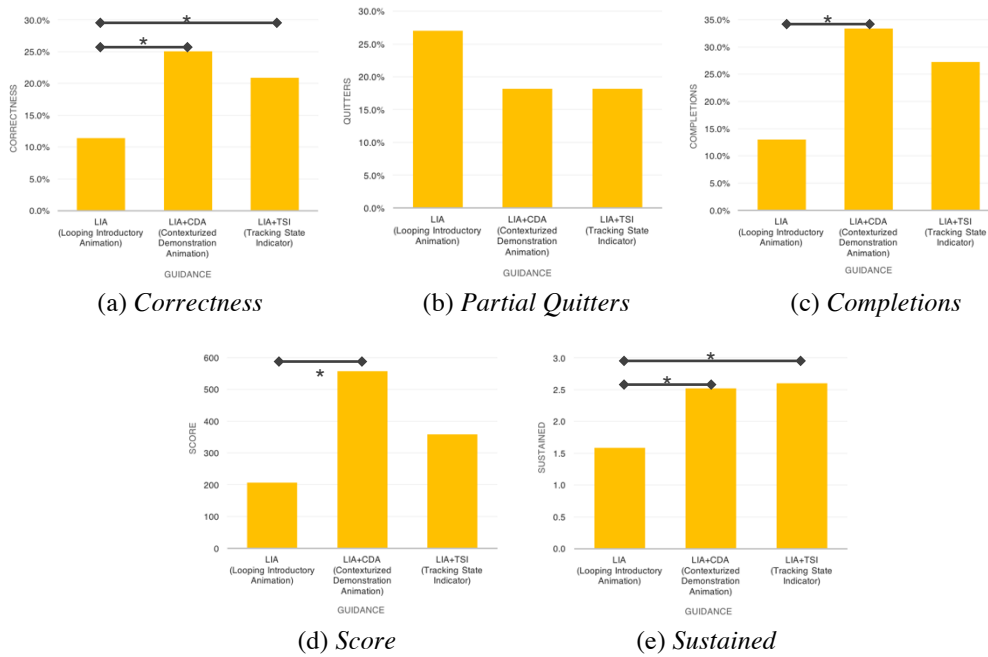 30.0%
25.0%
20.0%
15.0%
10.0%
5.0%
0.0%
CORRECTNESS
*
*
LIA
(Looping Introductory
Animation)
LIA+CDA
(Contexturized
Demonstration
Animation)
LIA+TSI
(Tracking State
Indicator)
GUIDANCE
(a) Correctness
30.0%
25.0%
20.0%
15.0%
10.0%
5.0%
0.0%
QUITTERS
LIA
(Looping Introductory
Animation)
LIA+CDA
(Contexturized
Demonstration
Animation)
LIA+TSI
(Tracking State
Indicator)
GUIDANCE
(b) Partial Quitters
35.0%
30.0%
25.0%
20.0%
15.0%
10.0%
5.0%
0.0%
COMPLETIONS
*
LIA
(Looping Introductory
Animation)
LIA+CDA
(Contexturized
Demonstration
Animation)
LIA+TSI
(Tracking State
Indicator)
GUIDANCE
(c) Completions
600
500
400
300
200
100
0
SCORE
*
LIA
(Looping Introductory
Animation)
LIA+CDA
(Contexturized
Demonstration
Animation)
LIA+TSI
(Tracking State
Indicator)
GUIDANCE
(d) Score
3.0
2.5
2.0
1.5
1.0
0.5
0.0
SUSTAINED
*
*
LIA
(Looping Introductory
Animation)
LIA+CDA
(Contexturized
Demonstration
Animation)
LIA+TSI
(Tracking State
Indicator)
GUIDANCE
(e) Sustained